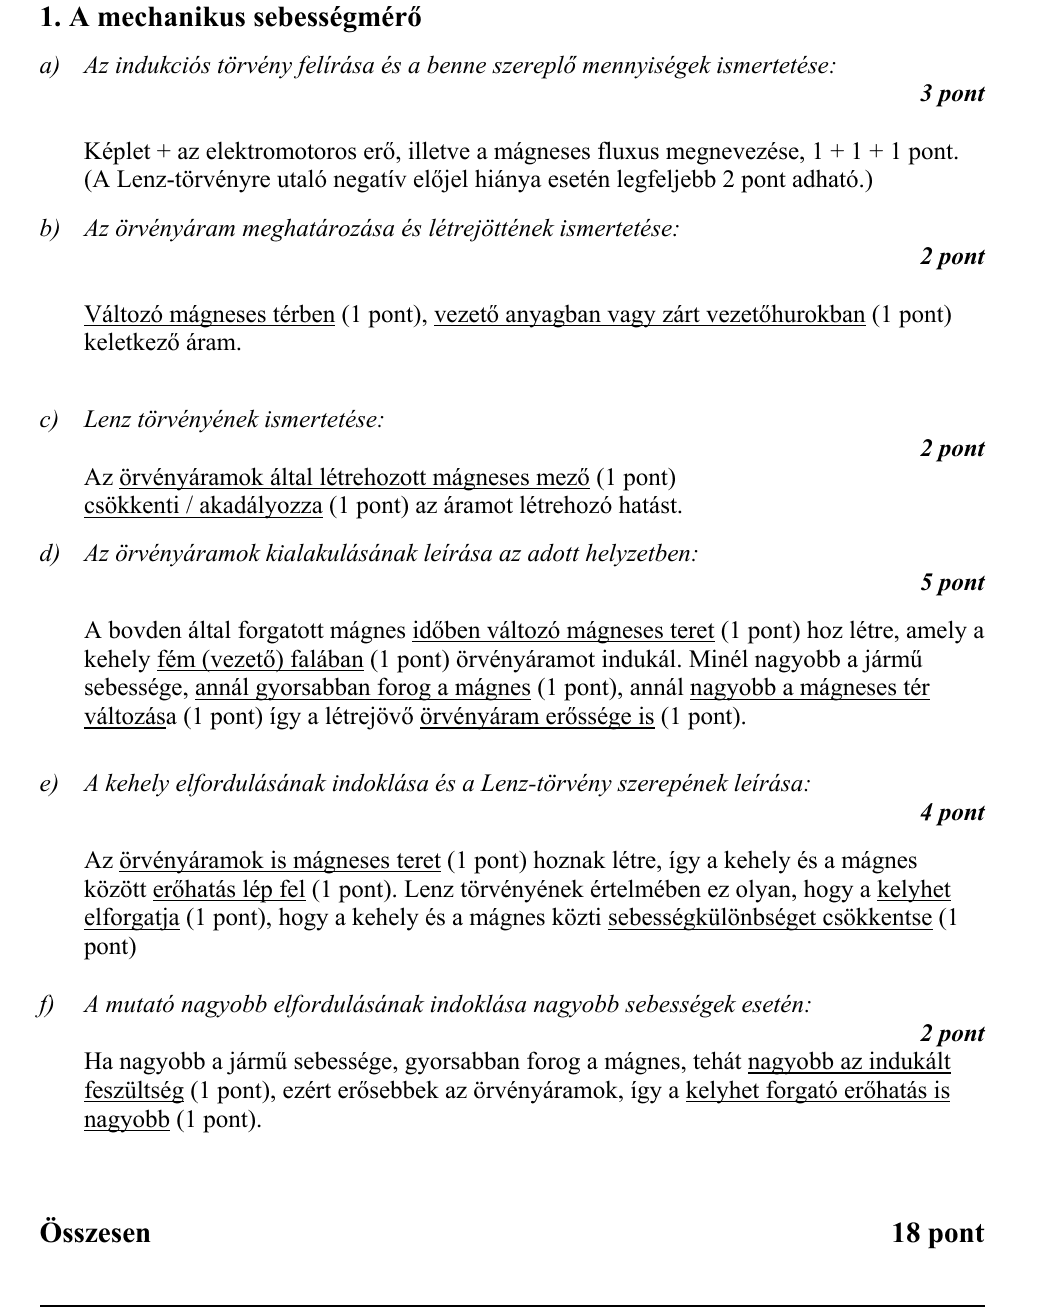 1. A mechanikus sebességmérő
a) Az indukciós törvény felírása és a benne szereplő mennyiségek ismertetése:
3 pont
Képlet + az elektromotoros erő, illetve a mágneses fluxus megnevezése, 1 + 1 + 1 pont.
(A Lenz-törvényre utaló negatív előjel hiánya esetén legfeljebb 2 pont adható.)
b) Az örvényáram meghatározása és létrejöttének ismertetése:
2 pont
Változó mágneses térben (1 pont), vezető anyagban vagy zárt vezetőhurokban (1 pont)
keletkező áram.
c) Lenz törvényének ismertetése:
2 pont
Az örvényáramok által létrehozott mágneses mező (1 pont)
csökkenti / akadályozza (1 pont) az áramot létrehozó hatást.
d) Az örvényáramok kialakulásának leírása az adott helyzetben:
5 pont
A bovden által forgatott mágnes időben változó mágneses teret (1 pont) hoz létre, amely a
kehely fém (vezető) falában (1 pont) örvényáramot indukál. Minél nagyobb a jármű
sebessége, annál gyorsabban forog a mágnes (1 pont), annál nagyobb a mágneses tér
változása (1 pont) így a létrejövő örvényáram erőssége is (1 pont).
e) A kehely elfordulásának indoklása és a Lenz-törvény szerepének leírása:
4 pont
Az örvényáramok is mágneses teret (1 pont) hoznak létre, így a kehely és a mágnes
között erőhatás lép fel (1 pont). Lenz törvényének értelmében ez olyan, hogy a kelyhet
elforgatja (1 pont), hogy a kehely és a mágnes közti sebességkülönbséget csökkentse (1
pont)
f) A mutató nagyobb elfordulásának indoklása nagyobb sebességek esetén:
2 pont
Ha nagyobb a jármű sebessége, gyorsabban forog a mágnes, tehát nagyobb az indukált
feszültség (1 pont), ezért erősebbek az örvényáramok, így a kelyhet forgató erőhatás is
nagyobb (1 pont).
Összesen 18 pont